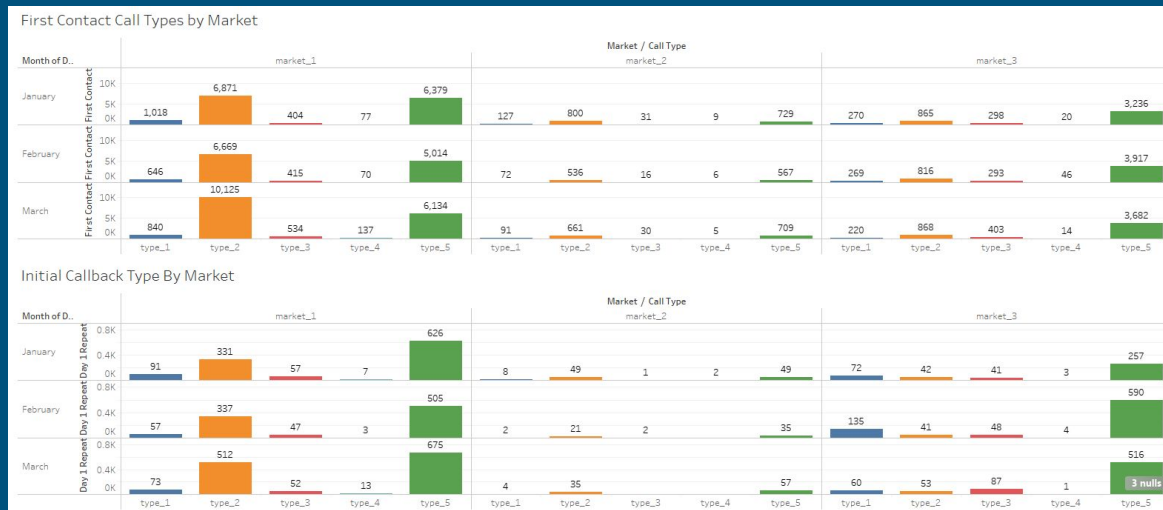 First Contact Call Types by Market
Market / Call Type
Month of D.. market_1 market_2 market_3
January First Contact 10K 5K 0K 1,018 6,871 404 77 6,379 127 800 31 9 729 270 865 298 20 3,236
February First Contact 10K 5K 0K 646 6,669 415 70 5,014 72 536 16 6 567 269 816 293 46 3,917
March First Contact 10K 5K 0K 840 10,125 534 137 6,134 91 661 30 5 709 220 868 403 14 3,682
type_1 type_2 type_3 type_4 type_5 type_1 type_2 type_3 type_4 type_5 type_1 type_2 type_3 type_4 type_5
Initial Callback Type By Market
Market / Call Type
Month of D.. market_1 market_2 market_3
January Day 1 Repeat 0.8K 0.4K 0K 91 331 57 7 626 8 49 1 2 49 72 42 41 3 257
February Day 1 Repeat 0.8K 0.4K 0K 57 337 47 3 505 2 21 2 35 135 41 48 4 590
March Day 1 Repeat 0.8K 0.4K 0K 73 512 52 13 675 4 35 57 60 53 87 1 516
3 nulls
type_1 type_2 type_3 type_4 type_5 type_1 type_2 type_3 type_4 type_5 type_1 type_2 type_3 type_4 type_5